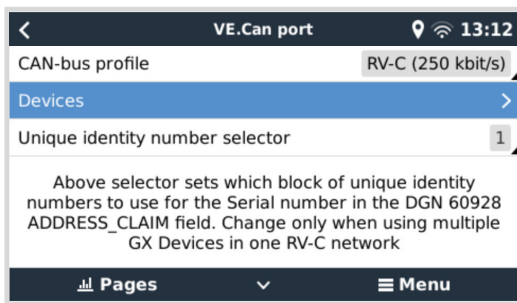 VE.Can port 13:12
CAN-bus profile RV-C (250 kbit/s)
Devices
Unique identity number selector 1
Above selector sets which block of unique identity
numbers to use for the Serial number in the DGN 60928
ADDRESS_CLAIM field. Change only when using multiple
GX Devices in one RV-C network
Pages Menu